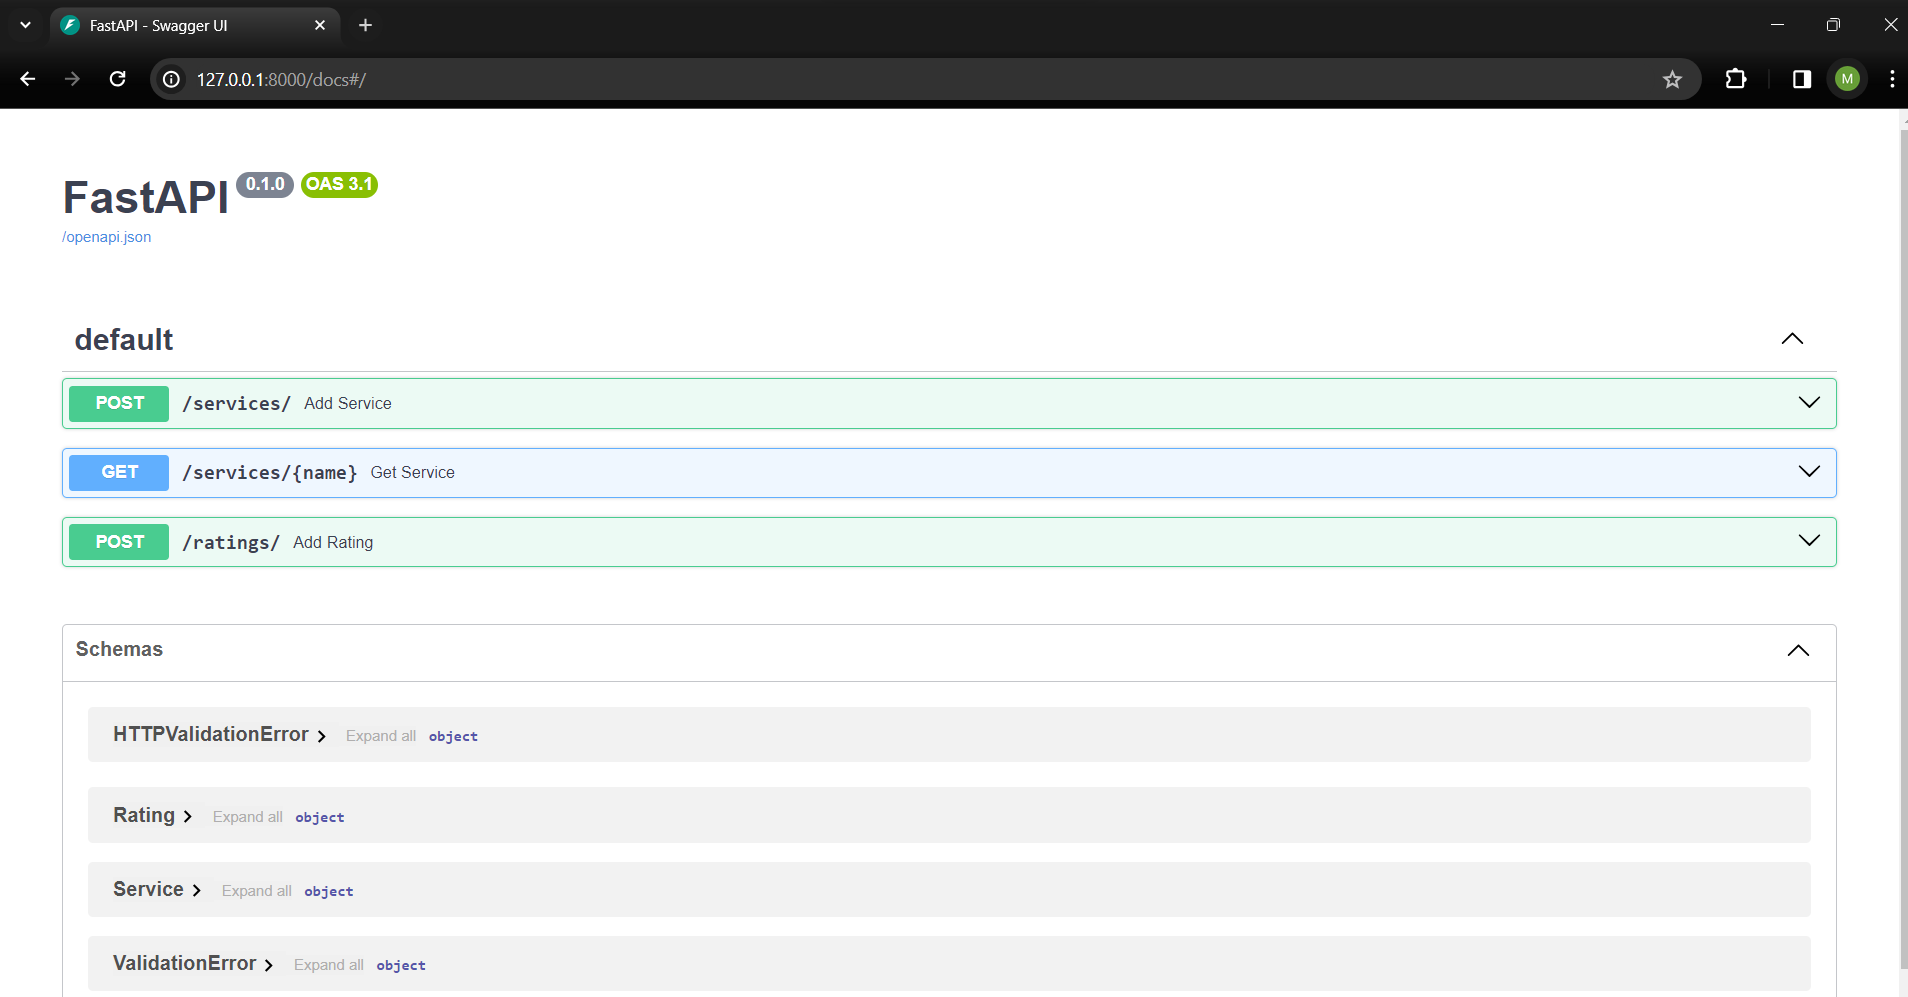 FastAPI - Swagger UI
127.0.0.1:8000/docs#/
M
FastAPI 0.1.0 OAS 3.1
/openapi.json
default
POST /services/ Add Service
GET /services/{name} Get Service
POST /ratings/ Add Rating
Schemas
HTTPValidationError Expand all object
Rating Expand all object
Service Expand all object
ValidationError Expand all object